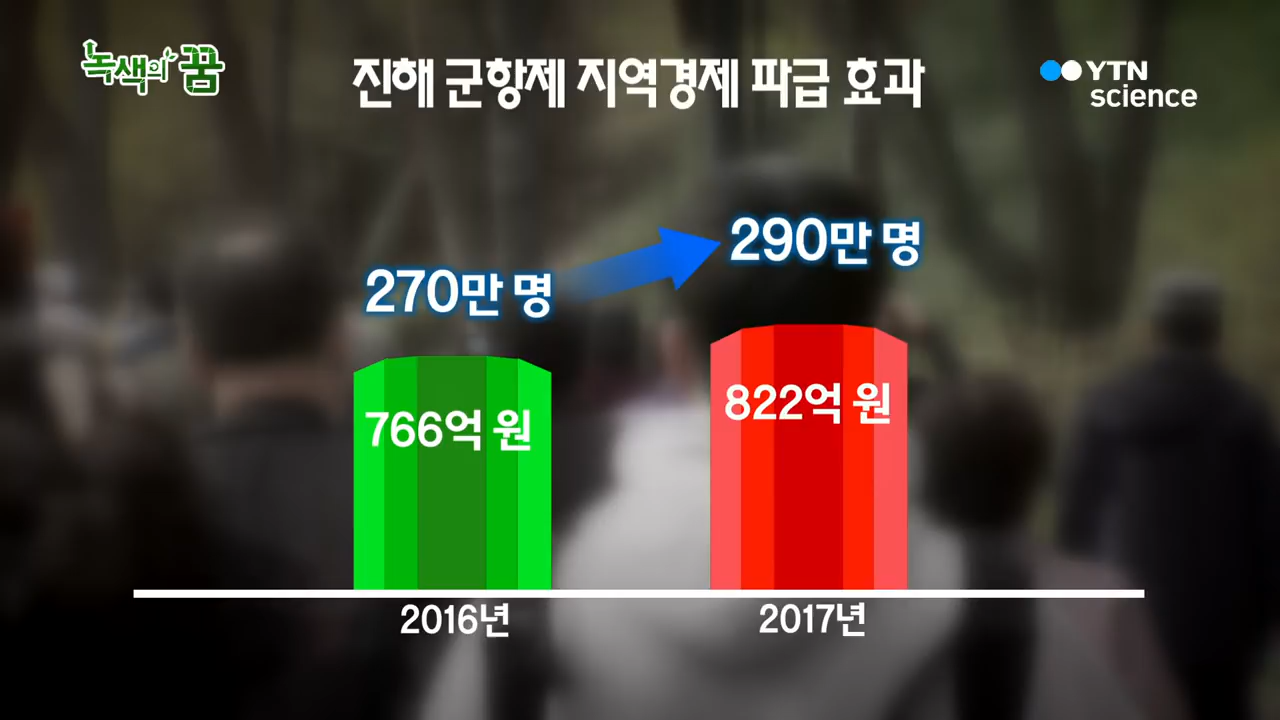 녹색의 꿈
진해 군항제 지역경제 파급 효과
YTN
science
270만 명
290만 명
766억 원
822억 원
2016년
2017년